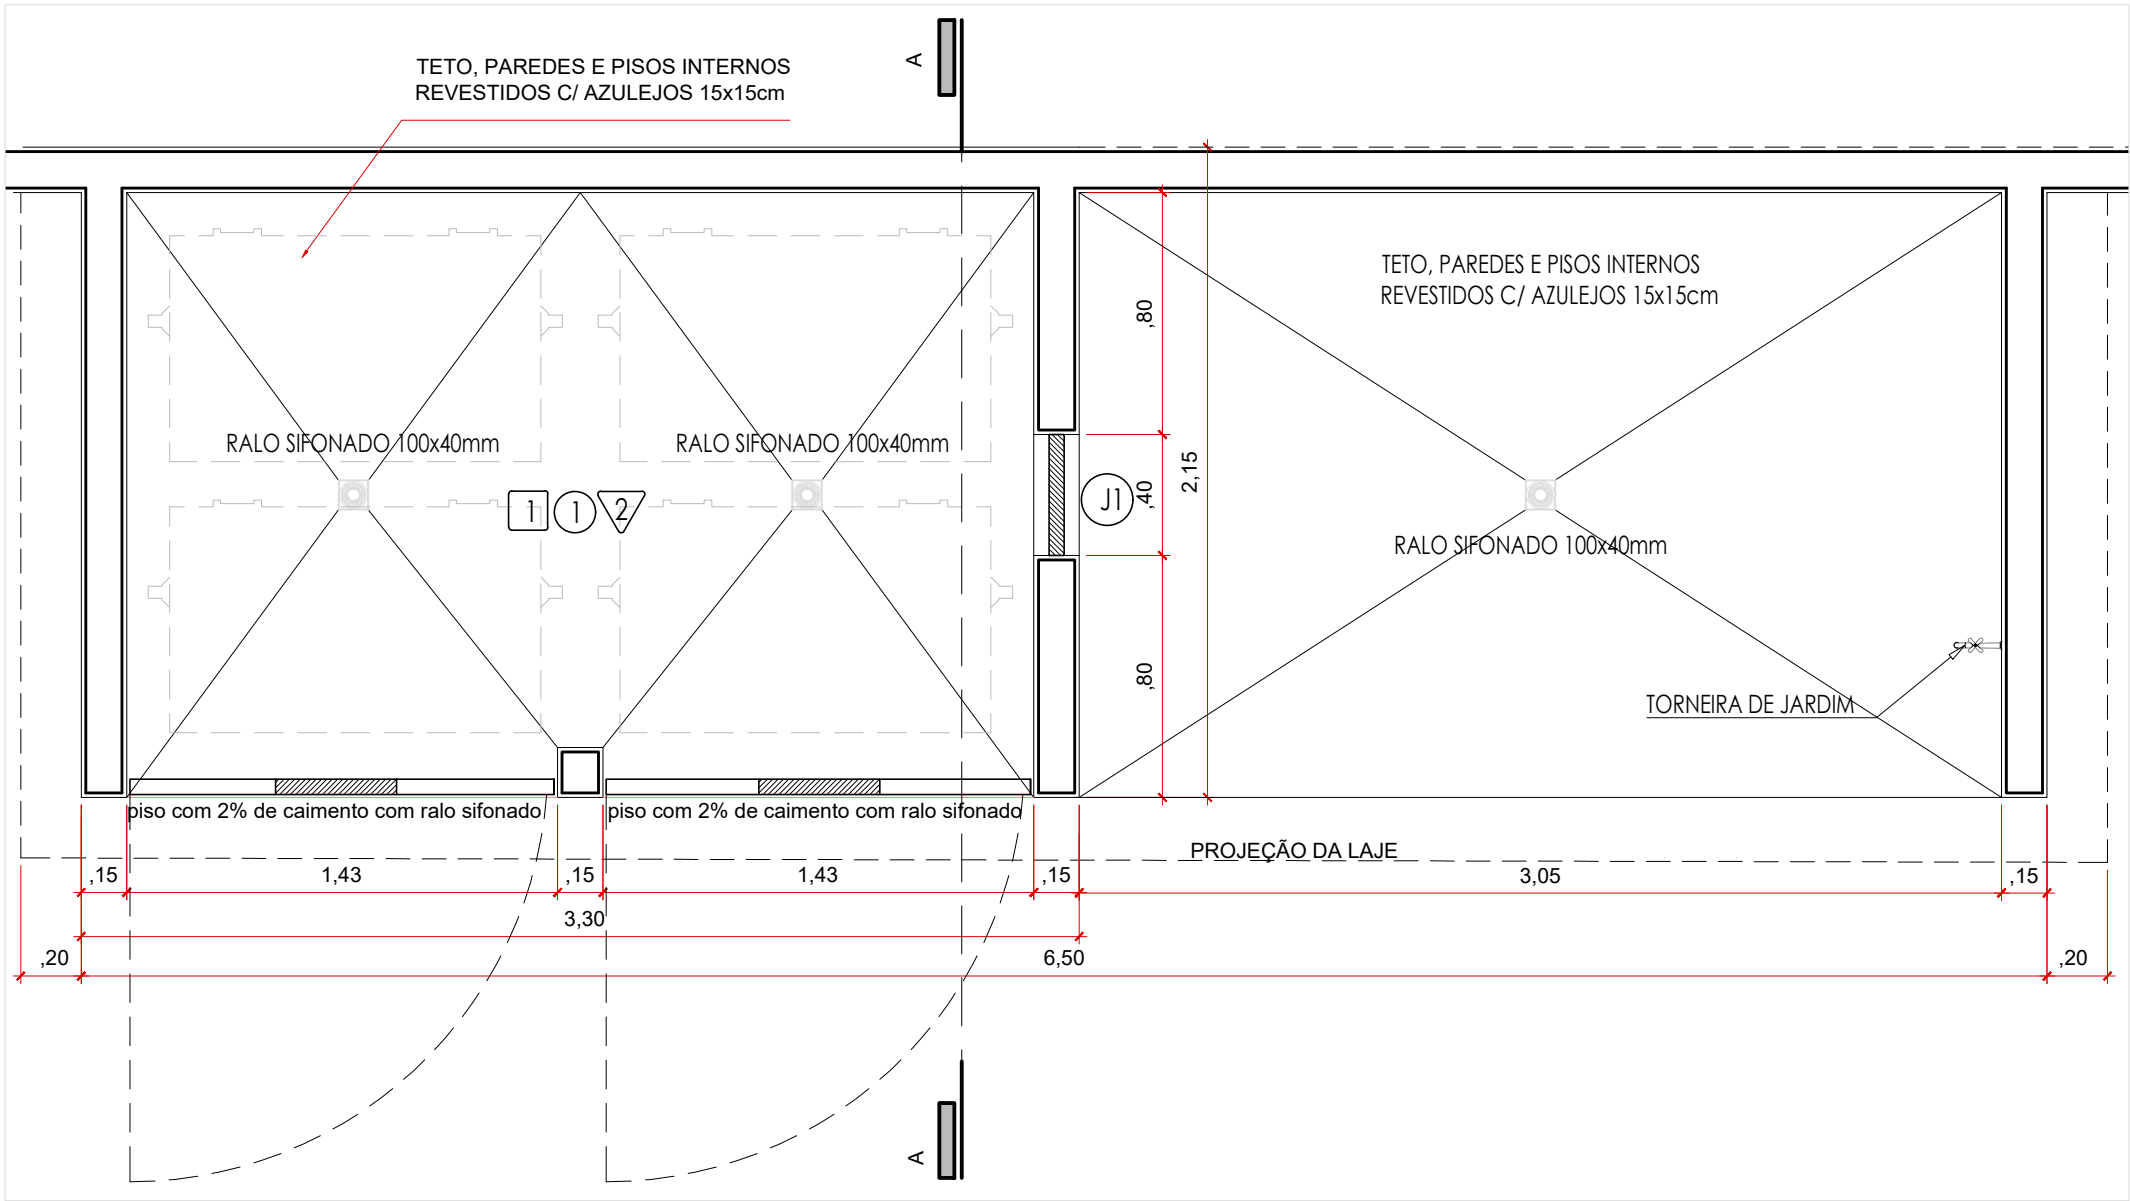 A
TETO, PAREDES E PISOS INTERNOS
REVESTIDOS C/ AZULEJOS 15x15cm
TETO, PAREDES E PISOS INTERNOS
REVESTIDOS C/ AZULEJOS 15x15cm
,80
RALO SIFONADO 100x40mm
RALO SIFONADO 100x40mm
2,15
1
1
2
J1
,40
RALO SIFONADO 100x40mm
,80
TORNEIRA DE JARDIM
piso com 2% de caimento com ralo sifonado
piso com 2% de caimento com ralo sifonado
PROJEÇÃO DA LAJE
,15
1,43
,15
1,43
,15
3,05
,15
3,30
,20
6,50
,20
A